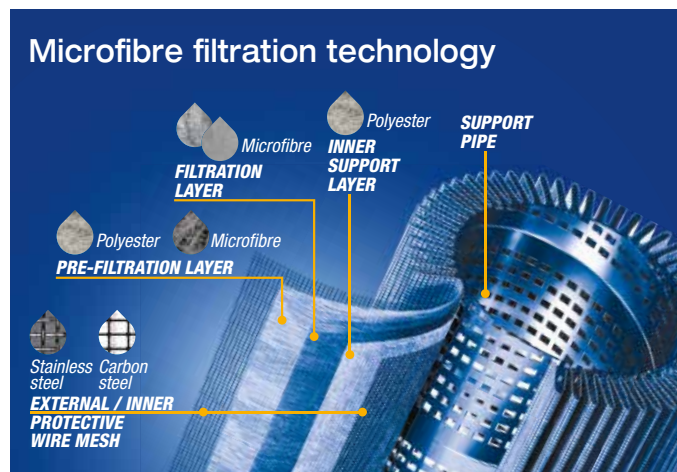 Microfibre filtration technology
Microfibre
FILTRATION
LAYER
Polyester
INNER
SUPPORT
LAYER
SUPPORT
PIPE
Polyester
Microfibre
PRE-FILTRATION LAYER
Stainless
steel
Carbon
steel
EXTERNAL / INNER
PROTECTIVE
WIRE MESH